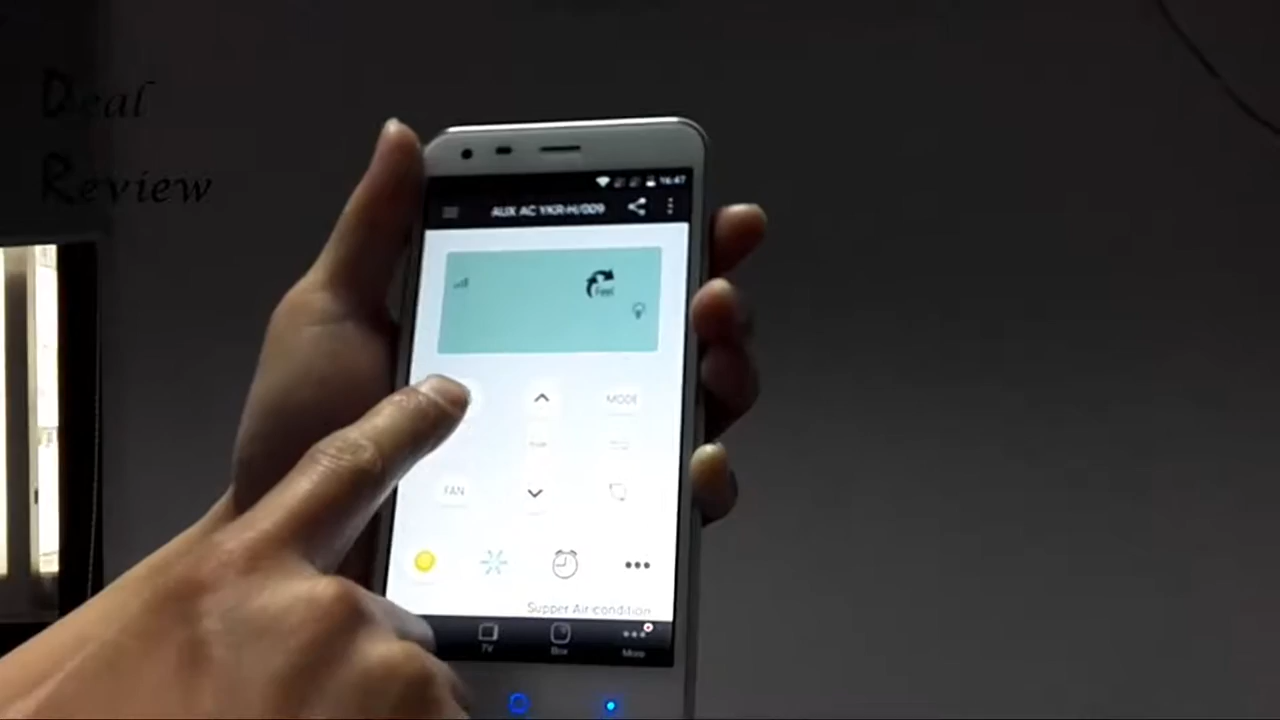 Deal
Review
16:47
AUX AC YKR-H/009
Feel
MODE
FAN
Supper Air condition
TV
Box
More